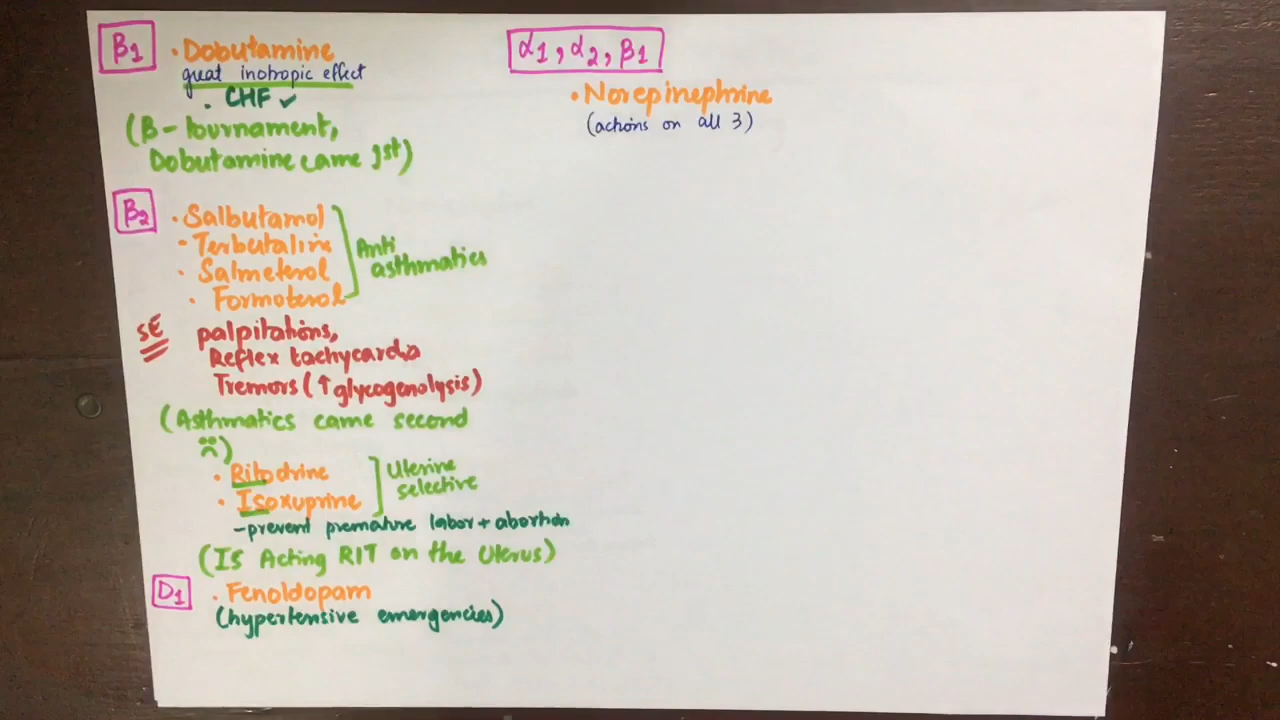 β1 · Dobutamine
great inotropic effect
· CHF ✓
(B - tournament,
Dobutamine came 1st)
β2 · Salbutamol
· Terbutaline
· Salmeterol
· Formoterol
Anti
asthmatics
SE palpitations,
Reflex tachycardia
Tremors (↑ glycogenolysis)
(Asthmatics came second
☹)
· Ritodrine
· Isoxuprine
Uterine
selective
- prevent premature labor + abortion
(IS Acting RIT on the Uterus)
D1 · Fenoldopam
(hypertensive emergencies)
α1, α2, β1
· Norepinephrine
(actions on all 3)